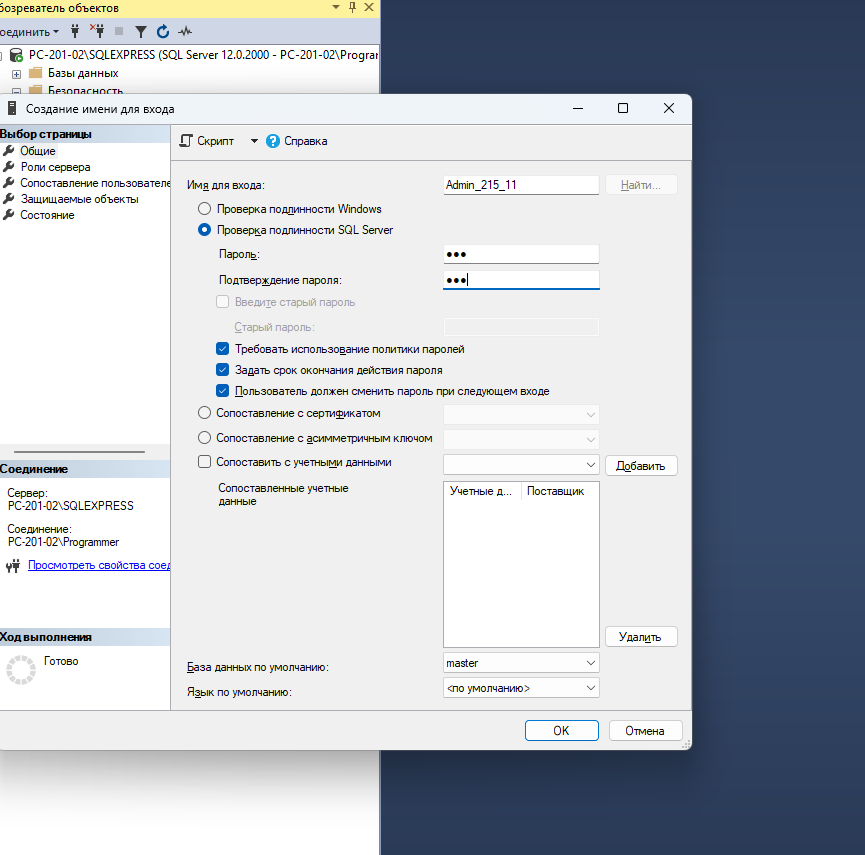 бозреватель объектов
оединить
PC-201-02\SQLEXPRESS (SQL Server 12.0.2000 - PC-201-02\Progran
Базы данных
Безопасность
Создание имени для входа
Выбор страницы
Общие
Роли сервера
Сопоставление пользователе
Защищаемые объекты
Состояние
Скрипт
Справка
Имя для входа:
Admin_215_11
Найти...
Проверка подлинности Windows
Проверка подлинности SQL Server
Пароль:
●●●
Подтверждение пароля:
●●●
Введите старый пароль
Старый пароль:
Требовать использование политики паролей
Задать срок окончания действия пароля
Пользователь должен сменить пароль при следующем входе
Сопоставление с сертификатом
Сопоставление с асимметричным ключом
Сопоставить с учетными данными
Добавить
Сопоставленные учетные
данные
Учетные д...
Поставщик
Удалить
База данных по умолчанию:
master
Язык по умолчанию:
<по умолчанию>
Соединение
Сервер:
PC-201-02\SQLEXPRESS
Соединение:
PC-201-02\Programmer
Просмотреть свойства соед
Ход выполнения
Готово
OK
Отмена